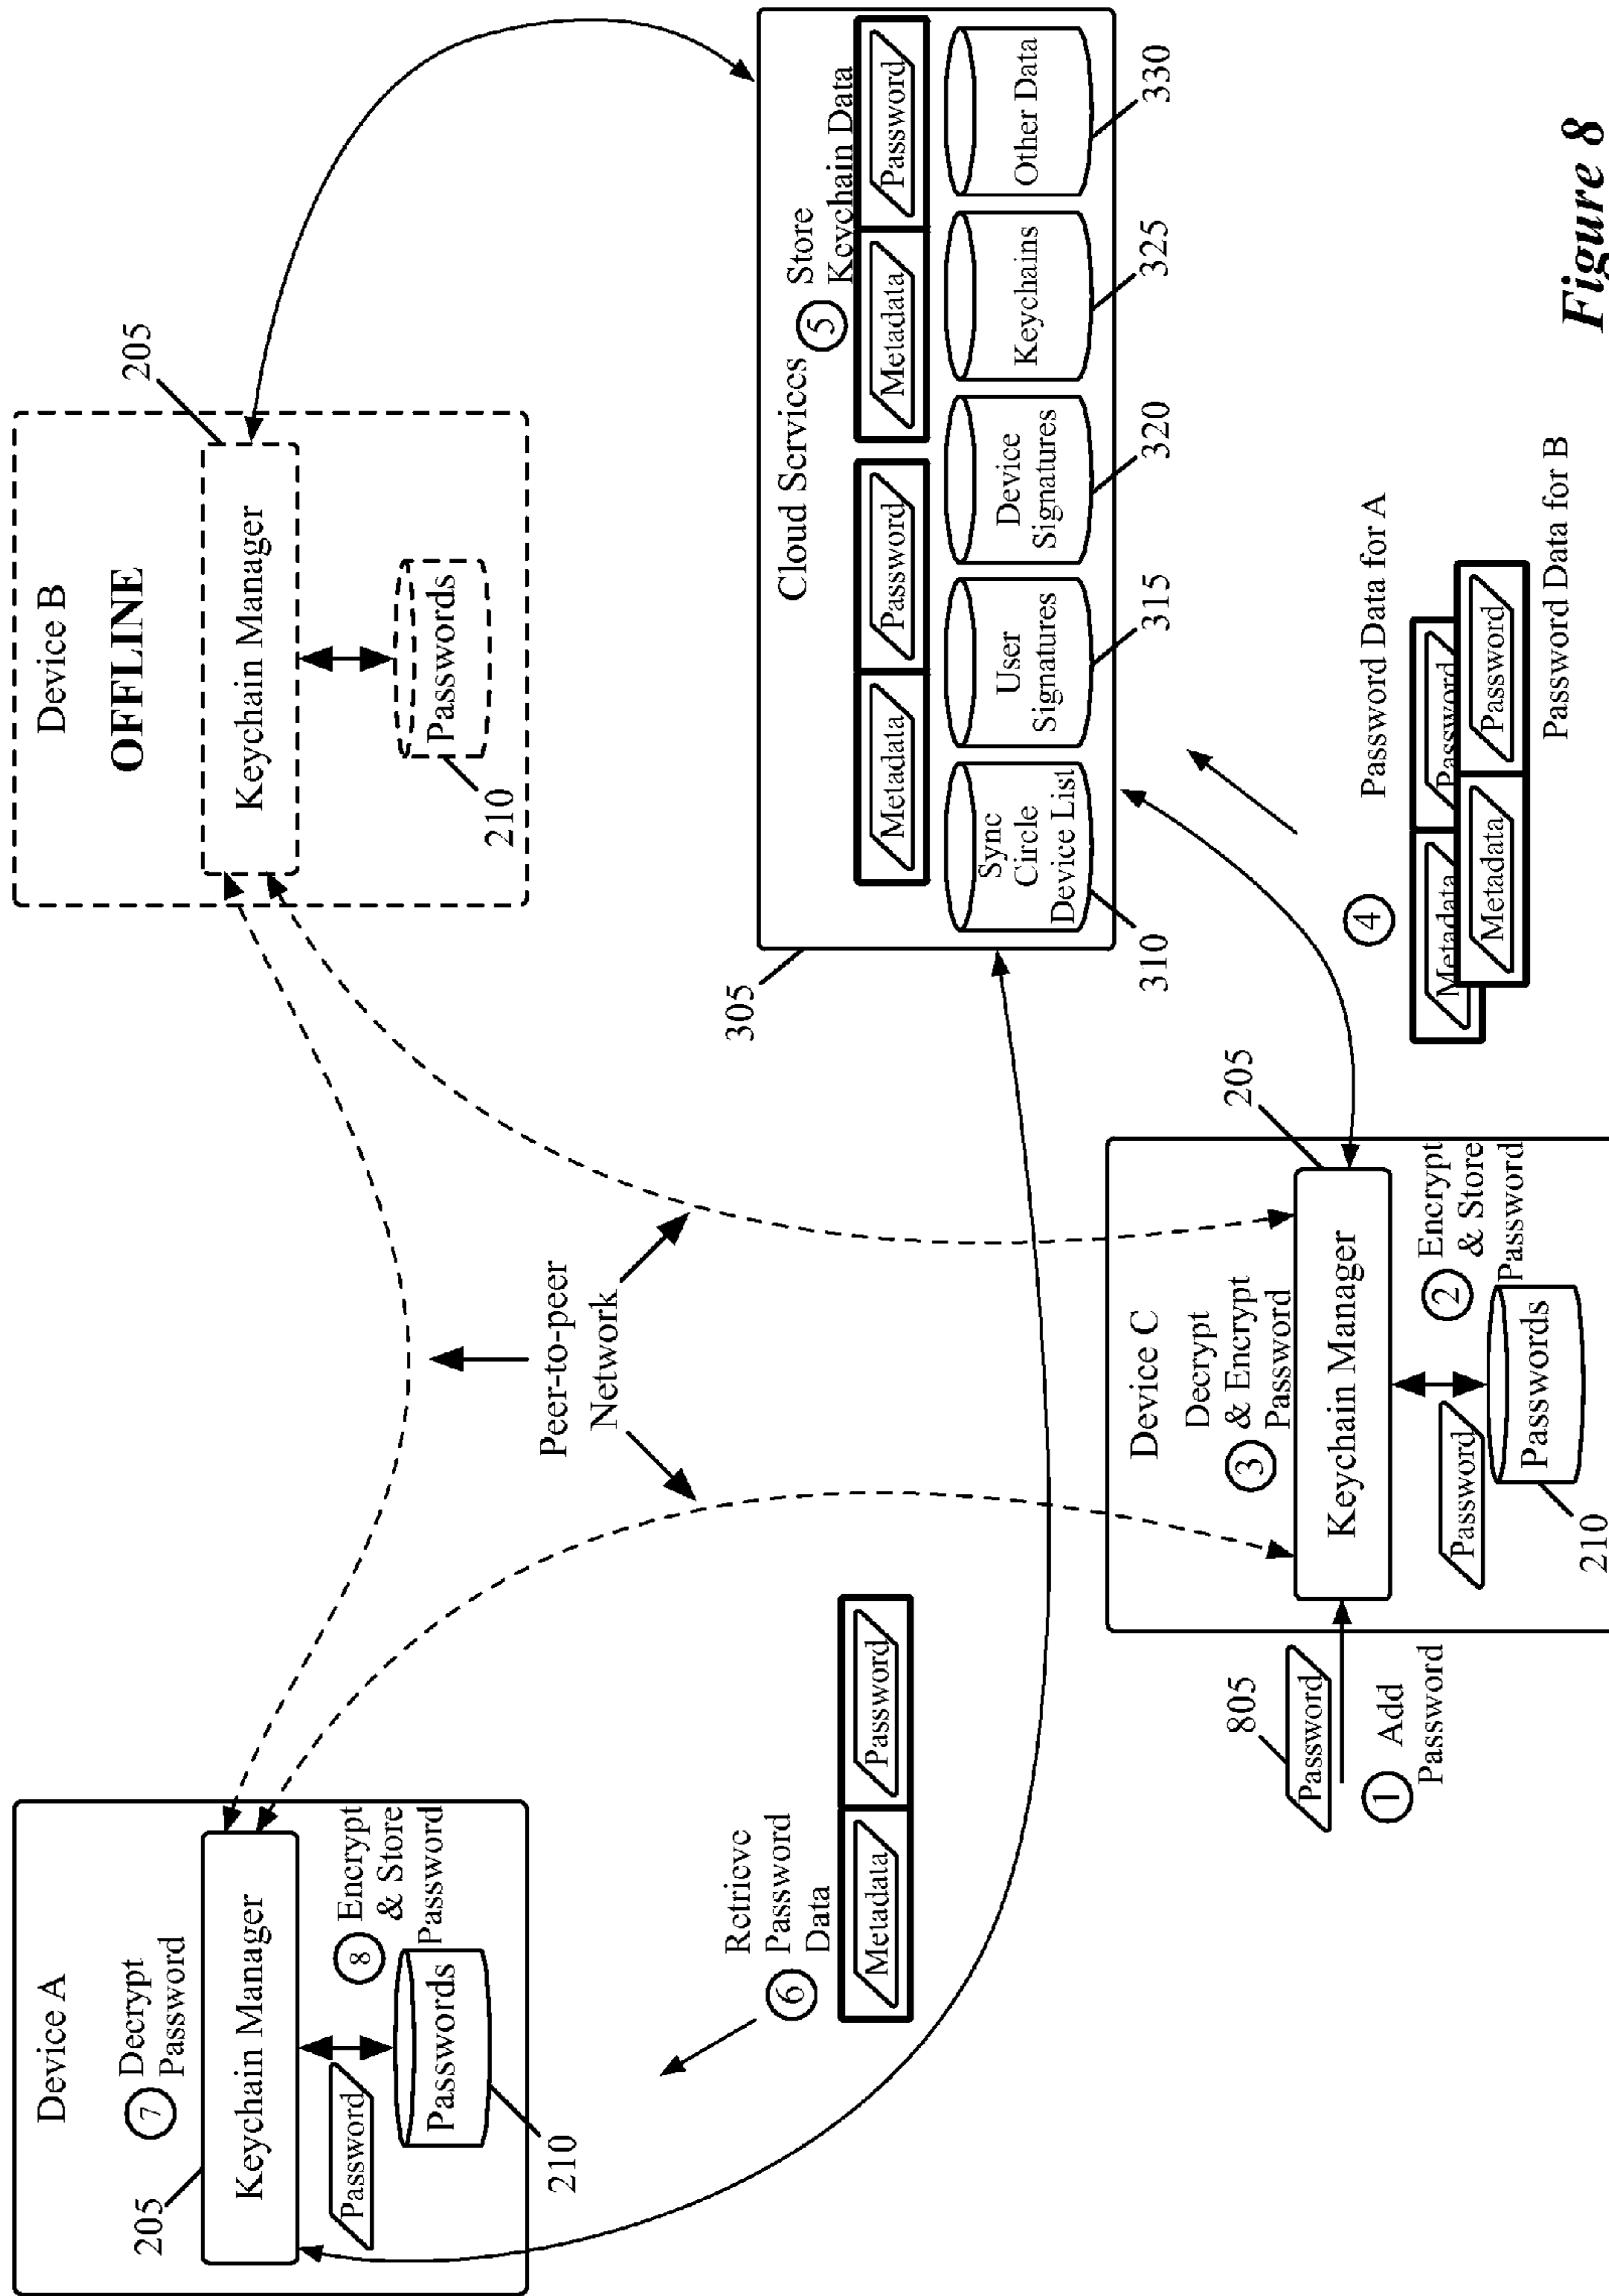 Device A
7 Decrypt
Password
205
Keychain Manager
Password
8 Encrypt
& Store
Password
Passwords
210
Device B
OFFLINE
205
Keychain Manager
Passwords
210
Peer-to-peer
Network
Retrieve
6 Password
Data
Metadata Password
305
Cloud Services
5 Store
Keychain Data
Metadata Password
Metadata Password
Sync
Circle
Device List
User
Signatures
Device
Signatures
Keychains
Other Data
310
315
320
325
330
805
Password
1 Add
Password
Device C
Decrypt
3 & Encrypt
Password
205
Keychain Manager
Password
2 Encrypt
& Store
Password
Passwords
210
4
Password Data for A
Metadata Password
Metadata Password
Password Data for B
Figure 8